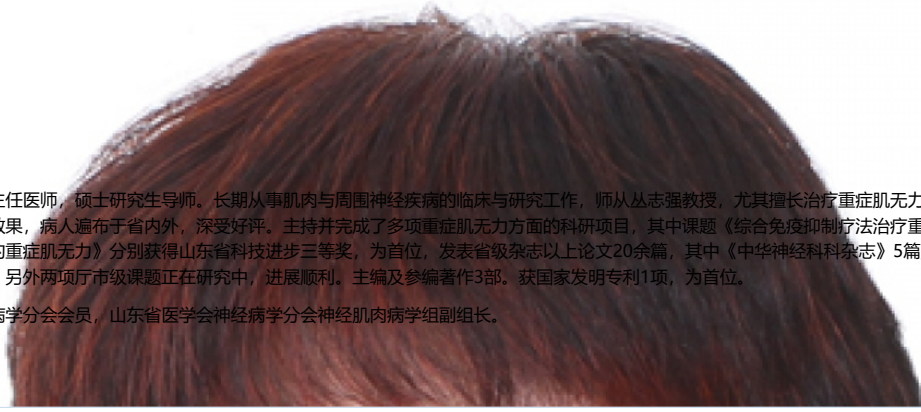 任医师，硕士研究生导师。长期从事肌肉与周围神经疾病的临床与研究工作，师从丛志强教授，尤其擅长治疗重症肌无力
效果，病人遍布于省内外，深受好评。主持并完成了多项重症肌无力方面的科研项目，其中课题《综合免疫抑制疗法治疗重
的重症肌无力》分别获得山东省科技进步三等奖，为首位，发表省级杂志以上论文20余篇，其中《中华神经科科杂志》5篇
另外两项厅市级课题正在研究中，进展顺利。主编及参编著作3部。获国家发明专利1项，为首位。
病学分会会员，山东省医学会神经病学分会神经肌肉病学组副组长。